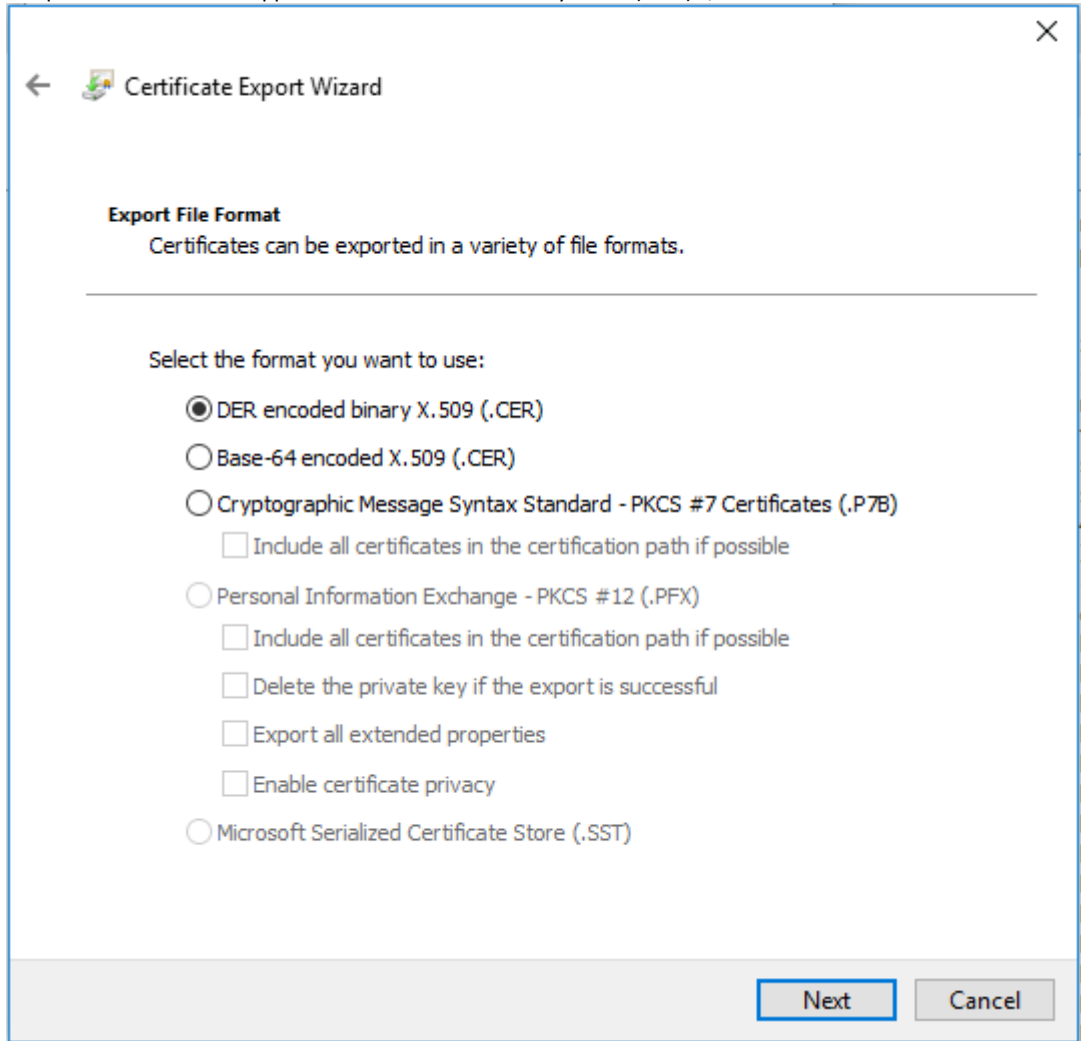 Certificate Export Wizard
Export File Format
Certificates can be exported in a variety of file formats.
Select the format you want to use:
DER encoded binary X.509 (.CER)
Base-64 encoded X.509 (.CER)
Cryptographic Message Syntax Standard - PKCS #7 Certificates (.P7B)
Include all certificates in the certification path if possible
Personal Information Exchange - PKCS #12 (.PFX)
Include all certificates in the certification path if possible
Delete the private key if the export is successful
Export all extended properties
Enable certificate privacy
Microsoft Serialized Certificate Store (.SST)
Next Cancel